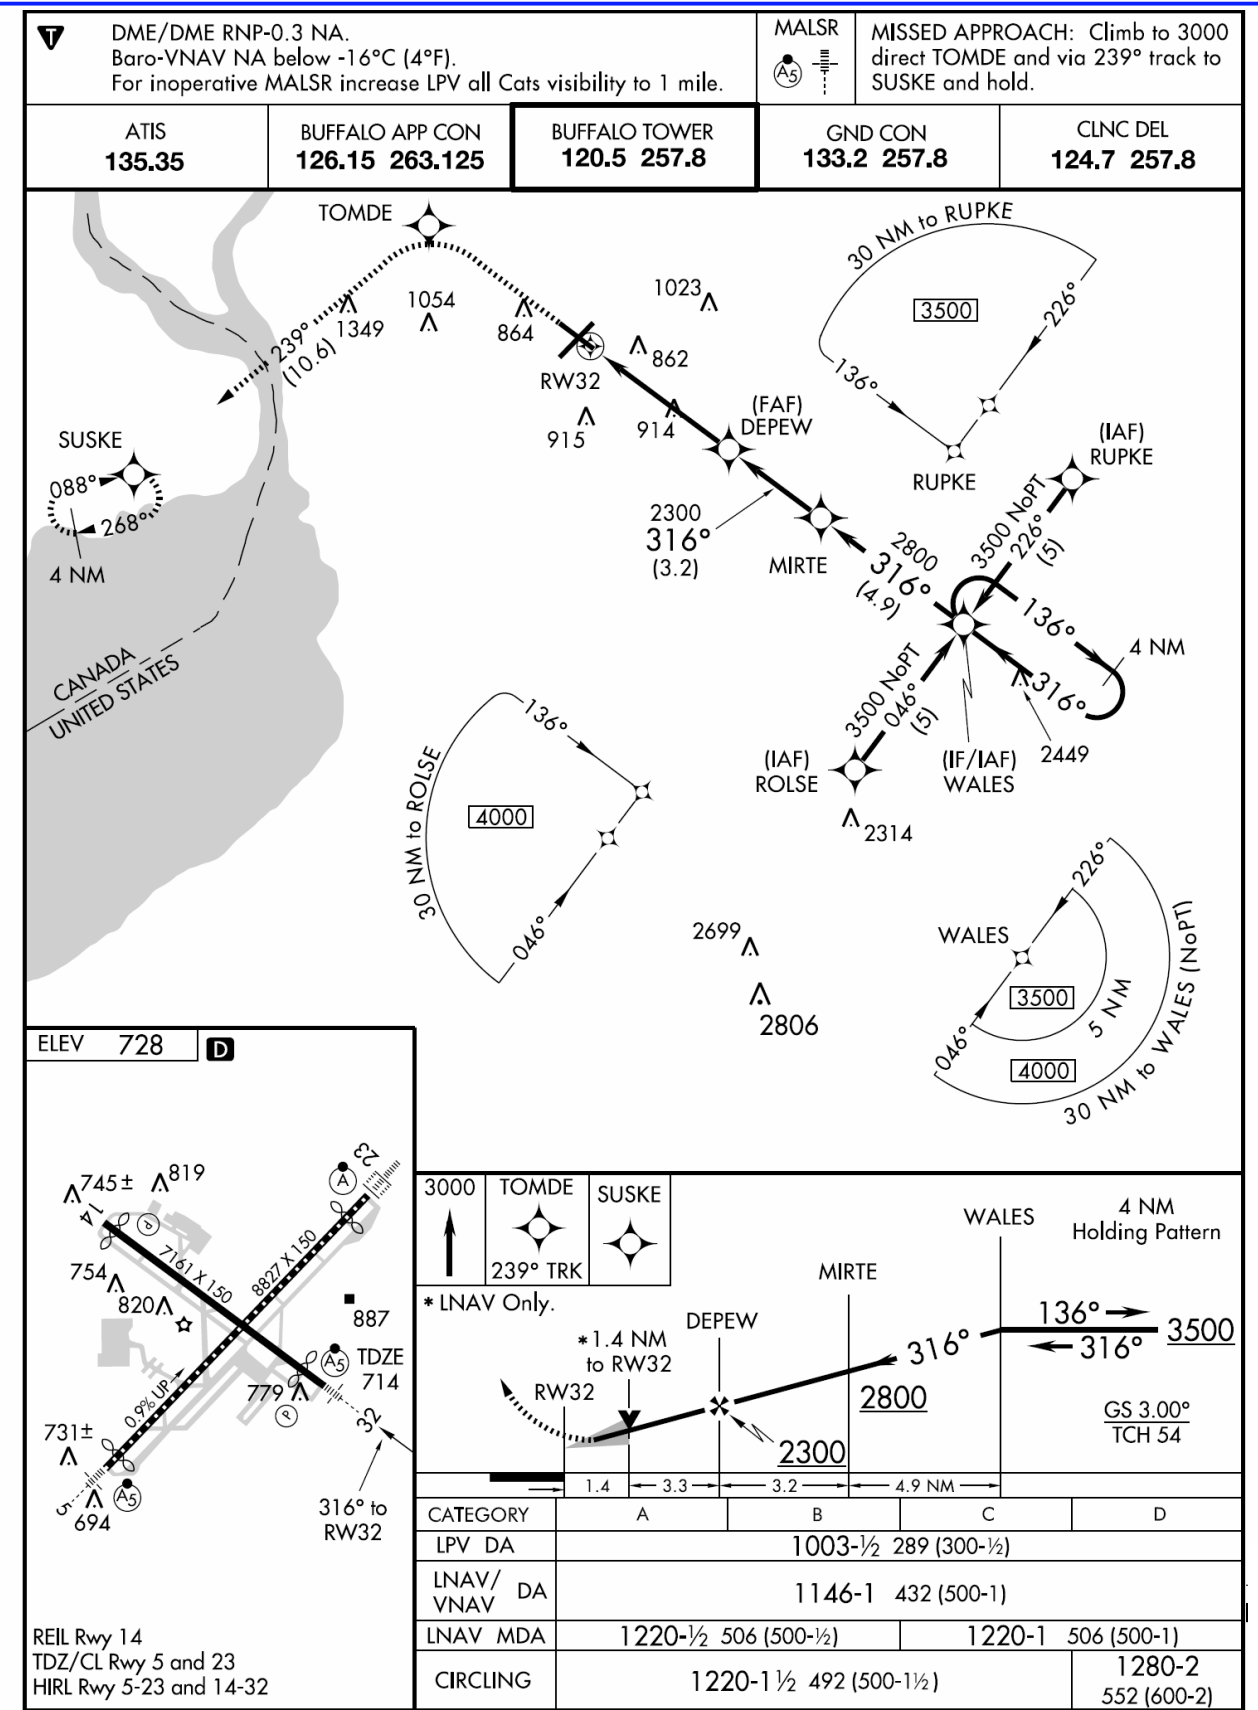 T
DME/DME RNP-0.3 NA.
Baro-VNAV NA below -16°C (4°F).
For inoperative MALSR increase LPV all Cats visibility to 1 mile.
MALSR
A5
MISSED APPROACH: Climb to 3000
direct TOMDE and via 239° track to
SUSKE and hold.
ATIS
135.35
BUFFALO APP CON
126.15 263.125
BUFFALO TOWER
120.5 257.8
GND CON
133.2 257.8
CLNC DEL
124.7 257.8
TOMDE
30 NM to RUPKE
3500
226°
136°
RUPKE
1023
1054
1349
864
239°
(10.6)
862
RW32
915
914
(FAF)
DEPEW
(IAF)
RUPKE
SUSKE
088°
268°
4 NM
2300
316°
(3.2)
MIRTE
2800
316°
(4.9)
3500 NoPT
226°
(5)
136°
4 NM
316°
3500 NoPT
046°
(5)
2449
CANADA
UNITED STATES
(IAF)
ROLSE
(IF/IAF)
WALES
2314
30 NM to ROLSE
136°
4000
046°
2699
2806
WALES
226°
3500
5 NM
046°
4000
30 NM to WALES (NoPT)
ELEV 728
D
745±
819
A
23
14
P
7161 X 150
8827 X 150
754
820
887
A5
TDZE
714
779
P
0.9% UP
32
731±
A5
5
694
316° to
RW32
REIL Rwy 14
TDZ/CL Rwy 5 and 23
HIRL Rwy 5-23 and 14-32
3000
TOMDE
239° TRK
SUSKE
WALES
4 NM
Holding Pattern
* LNAV Only.
MIRTE
136°
3500
316°
DEPEW
*1.4 NM
to RW32
316°
RW32
2800
2300
GS 3.00°
TCH 54
1.4
3.3
3.2
4.9 NM
CATEGORY A B C D
LPV DA 1003-½ 289 (300-½)
LNAV/
VNAV DA 1146-1 432 (500-1)
LNAV MDA 1220-½ 506 (500-½) 1220-1 506 (500-1)
CIRCLING 1220-1½ 492 (500-1½) 1280-2
552 (600-2)